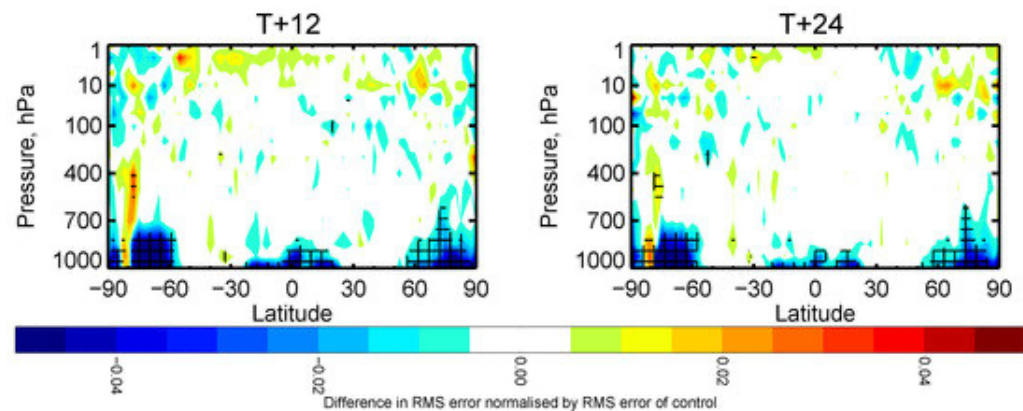 T+12
T+24
Pressure, hPa
1
10
100
400
700
1000
−90 −60 −30 0 30 60 90
Latitude
Pressure, hPa
1
10
100
400
700
1000
−90 −60 −30 0 30 60 90
Latitude
−0.04 −0.02 0.00 0.02 0.04
Difference in RMS error normalised by RMS error of control